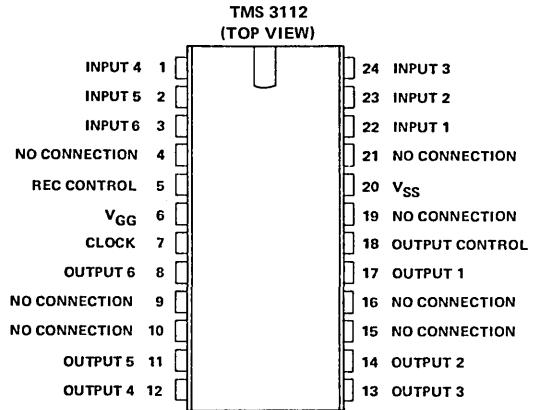 TMS 3112
(TOP VIEW)
INPUT 4 1 24 INPUT 3
INPUT 5 2 23 INPUT 2
INPUT 6 3 22 INPUT 1
NO CONNECTION 4 21 NO CONNECTION
REC CONTROL 5 20 VSS
VGG 6 19 NO CONNECTION
CLOCK 7 18 OUTPUT CONTROL
OUTPUT 6 8 17 OUTPUT 1
NO CONNECTION 9 16 NO CONNECTION
NO CONNECTION 10 15 NO CONNECTION
OUTPUT 5 11 14 OUTPUT 2
OUTPUT 4 12 13 OUTPUT 3